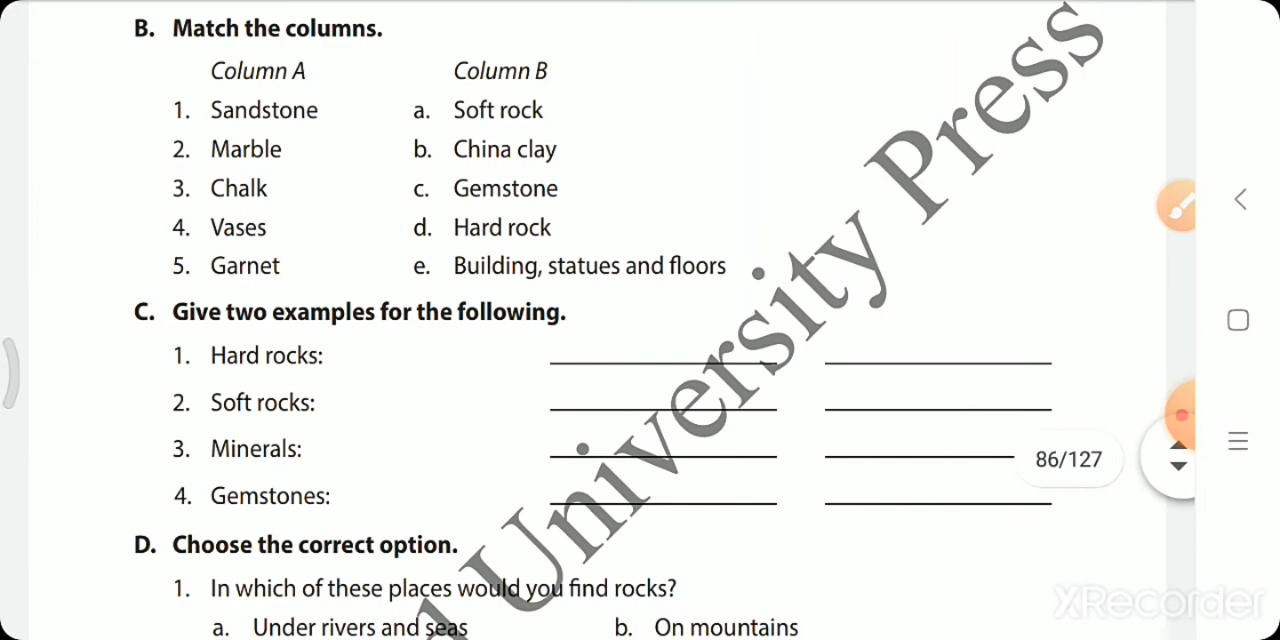 B. Match the columns.
Column A Column B
1. Sandstone a. Soft rock
2. Marble b. China clay
3. Chalk c. Gemstone
4. Vases d. Hard rock
5. Garnet e. Building, statues and floors
C. Give two examples for the following.
1. Hard rocks:
2. Soft rocks:
3. Minerals:
86/127
4. Gemstones:
D. Choose the correct option.
1. In which of these places would you find rocks?
a. Under rivers and seas b. On mountains
University Press
XRecorder